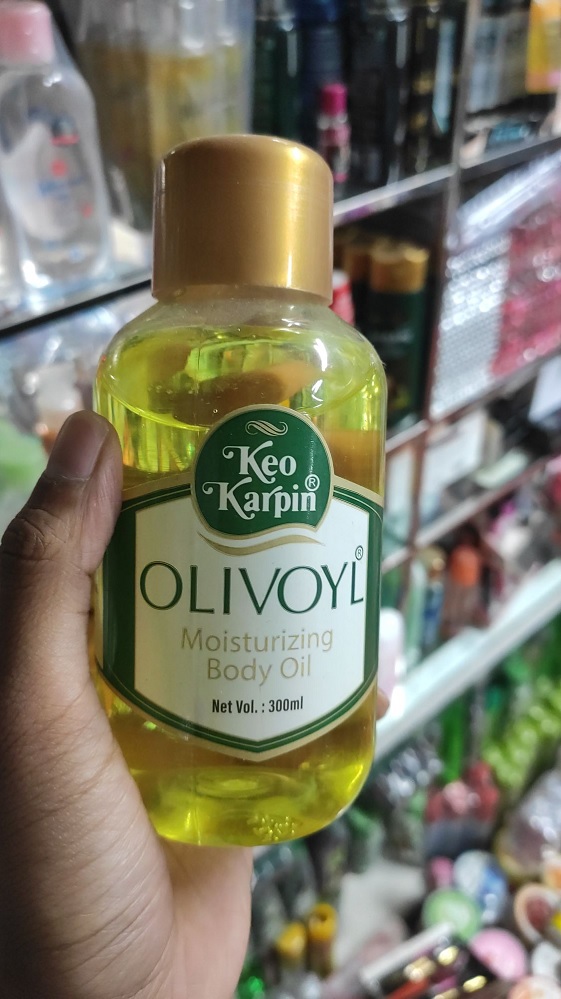 Keo
Karpin®
OLIVOYL®
Moisturizing
Body Oil
Net Vol. : 300ml